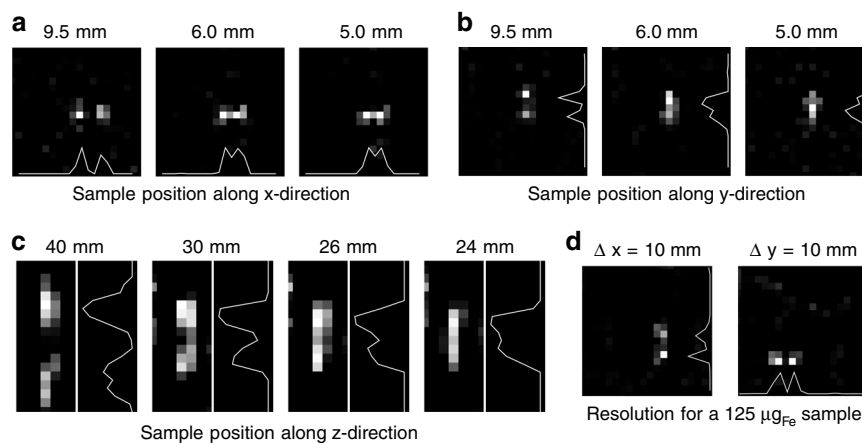 a
9.5 mm 6.0 mm 5.0 mm
Sample position along x-direction
b
9.5 mm 6.0 mm 5.0 mm
Sample position along y-direction
c
40 mm 30 mm 26 mm 24 mm
Sample position along z-direction
d
Δ x = 10 mm Δ y = 10 mm
Resolution for a 125 μgFe sample